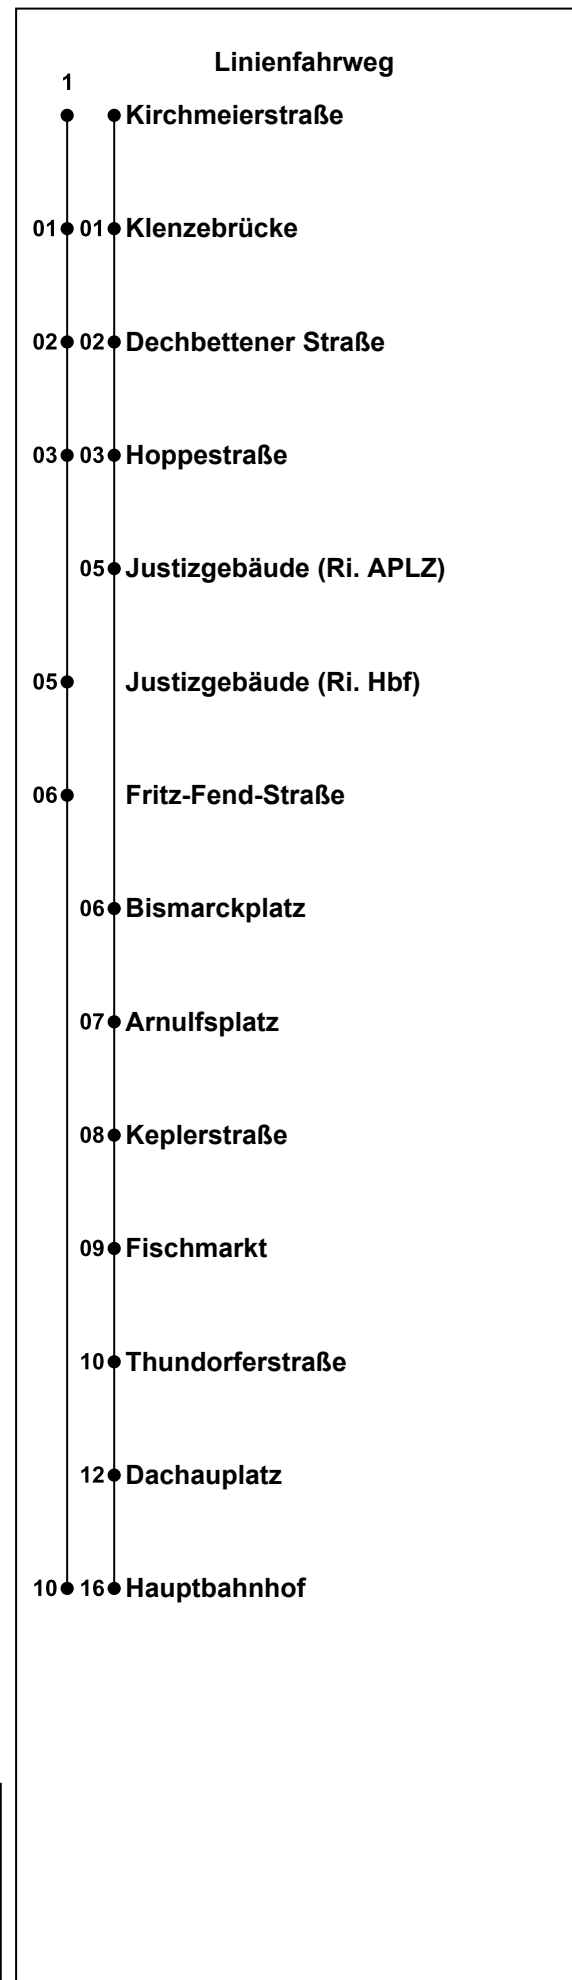 Linienfahrweg
1
Kirchmeierstraße
01 01 Klenzebrücke
02 02 Dechbettener Straße
03 03 Hoppestraße
05 Justizgebäude (Ri. APLZ)
05 Justizgebäude (Ri. Hbf)
06 Fritz-Fend-Straße
06 Bismarckplatz
07 Arnulfsplatz
08 Keplerstraße
09 Fischmarkt
10 Thundorferstraße
12 Dachauplatz
10 16 Hauptbahnhof